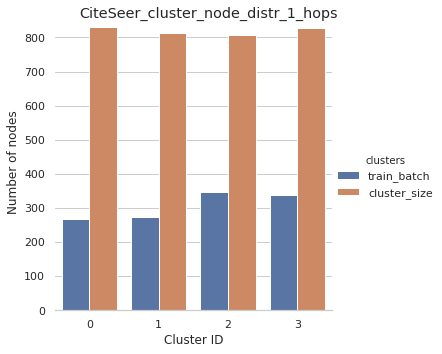 CiteSeer_cluster_node_distr_1_hops
800
700
600
500
400
300
200
100
0
Number of nodes
0 1 2 3
Cluster ID
clusters
train_batch
cluster_size